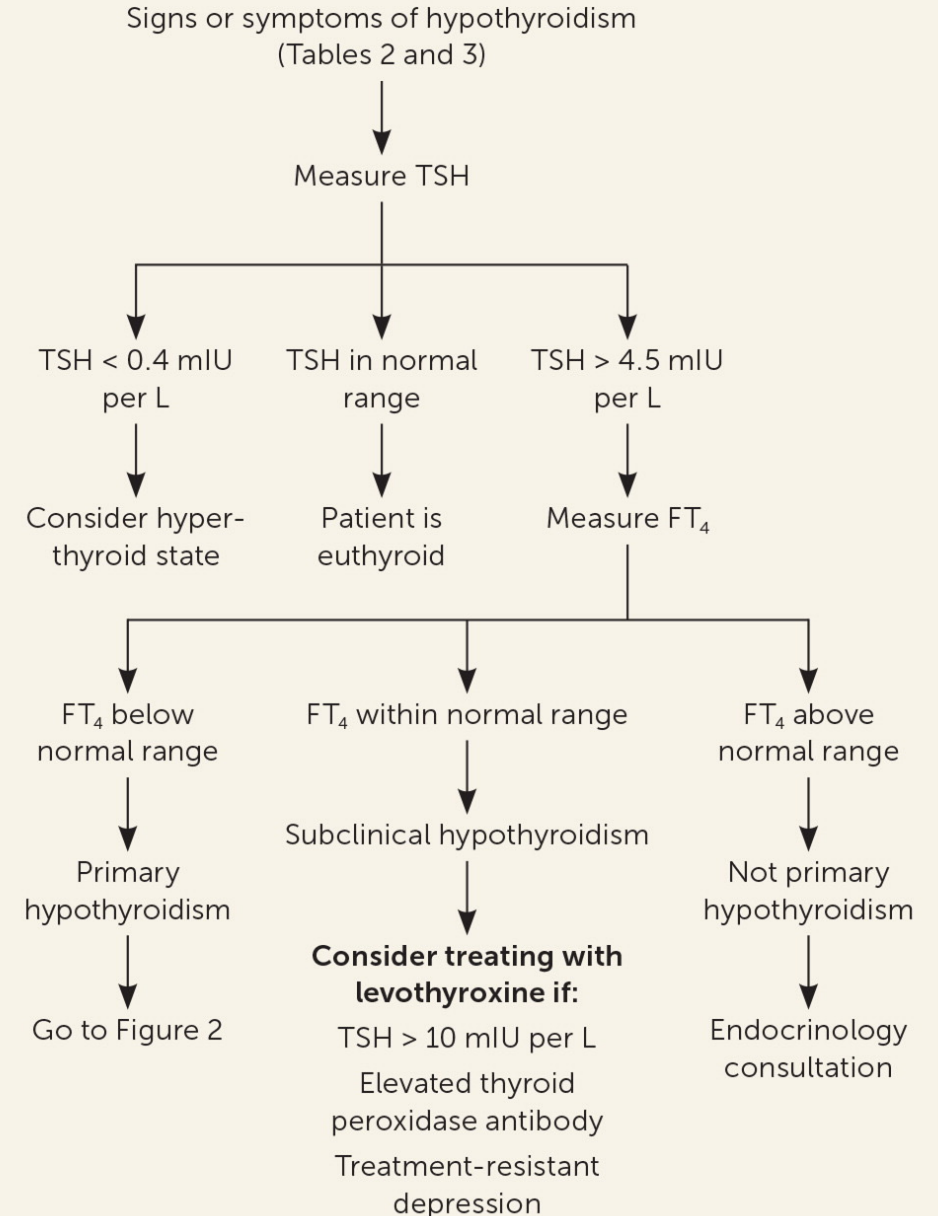 Signs or symptoms of hypothyroidism
(Tables 2 and 3)
Measure TSH
TSH < 0.4 mIU
per L
TSH in normal
range
TSH > 4.5 mIU
per L
Consider hyper-
thyroid state
Patient is
euthyroid
Measure FT₄
FT₄ below
normal range
FT₄ within normal range
FT₄ above
normal range
Subclinical hypothyroidism
Primary
hypothyroidism
Not primary
hypothyroidism
Consider treating with
levothyroxine if:
TSH > 10 mIU per L
Elevated thyroid
peroxidase antibody
Treatment-resistant
depression
Go to Figure 2
Endocrinology
consultation